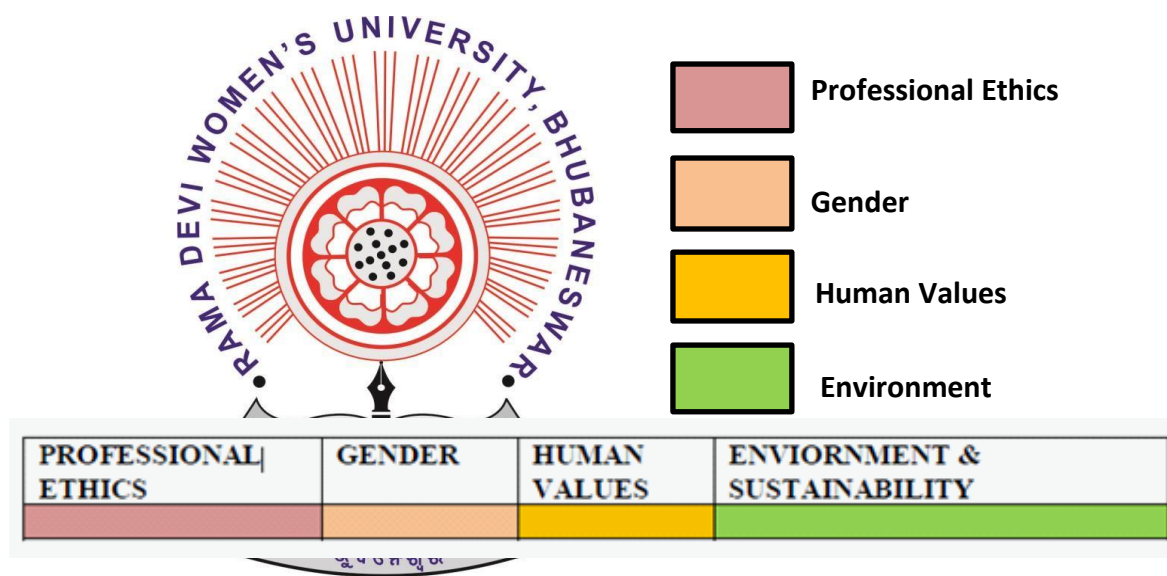 RAMA DEVI WOMEN'S UNIVERSITY, BHUBANESWAR
Professional Ethics
Gender
Human Values
Environment
PROFESSIONAL GENDER HUMAN ENVIORNMENT &
ETHICS VALUES SUSTAINABILITY